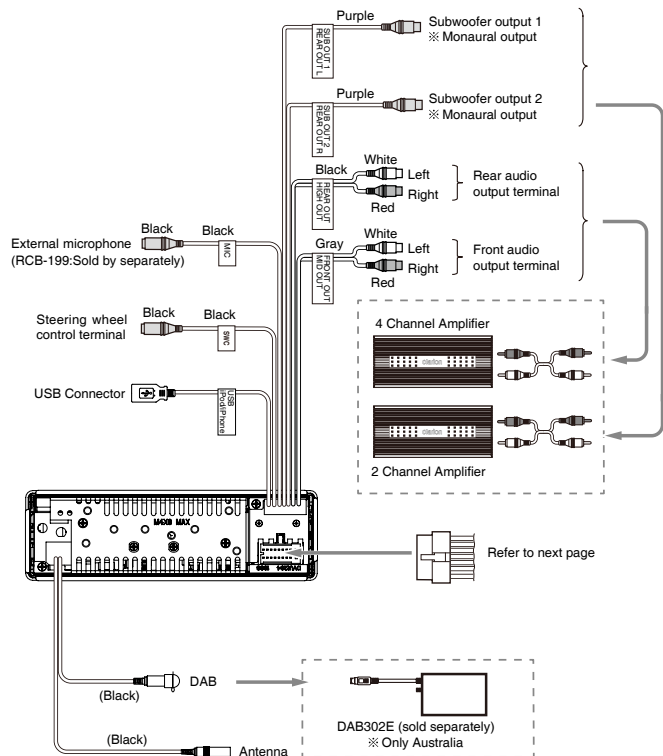 Purple
Subwoofer output 1
※ Monaural output
SUB OUT 1
REAR OUT L
Purple
Subwoofer output 2
※ Monaural output
SUB OUT 2
REAR OUT R
White
Black
Left
Right
Red
REAR OUT
HIGH OUT
Rear audio
output terminal
White
Gray
Left
Right
Red
FRONT OUT
MID OUT
Front audio
output terminal
Black
Black
External microphone
(RCB-199:Sold by separately)
MIC
Black
Black
Steering wheel
control terminal
SWC
USB Connector
USB
iPod/iPhone
4 Channel Amplifier
clarion
clarion
2 Channel Amplifier
M4X8 MAX
Refer to next page
DAB
(Black)
(Black)
Antenna
DAB302E (sold separately)
※ Only Australia